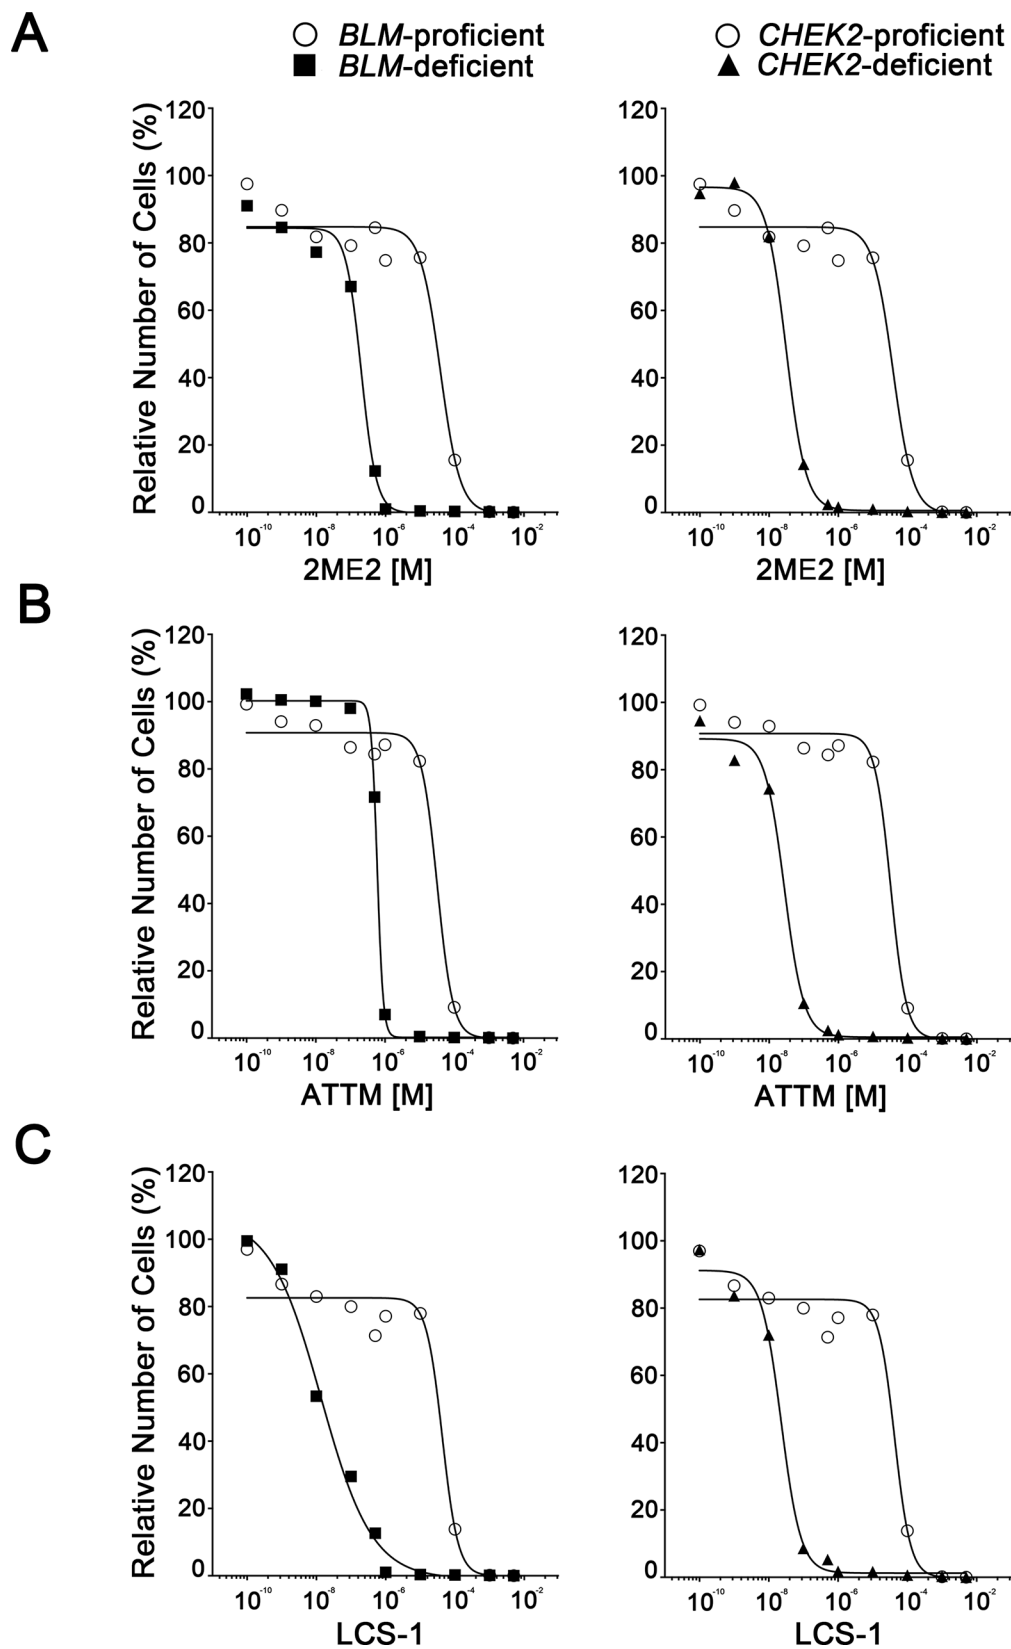 A
BLM-proficient
BLM-deficient
CHEK2-proficient
CHEK2-deficient
Relative Number of Cells (%)
120
100
80
60
40
20
0
10⁻¹⁰ 10⁻⁸ 10⁻⁶ 10⁻⁴ 10⁻²
2ME2 [M]
120
100
80
60
40
20
0
10⁻¹⁰ 10⁻⁸ 10⁻⁶ 10⁻⁴ 10⁻²
2ME2 [M]
B
Relative Number of Cells (%)
120
100
80
60
40
20
0
10⁻¹⁰ 10⁻⁸ 10⁻⁶ 10⁻⁴ 10⁻²
ATTM [M]
120
100
80
60
40
20
0
10⁻¹⁰ 10⁻⁸ 10⁻⁶ 10⁻⁴ 10⁻²
ATTM [M]
C
Relative Number of Cells (%)
120
100
80
60
40
20
0
10⁻¹⁰ 10⁻⁸ 10⁻⁶ 10⁻⁴ 10⁻²
LCS-1
120
100
80
60
40
20
0
10⁻¹⁰ 10⁻⁸ 10⁻⁶ 10⁻⁴ 10⁻²
LCS-1